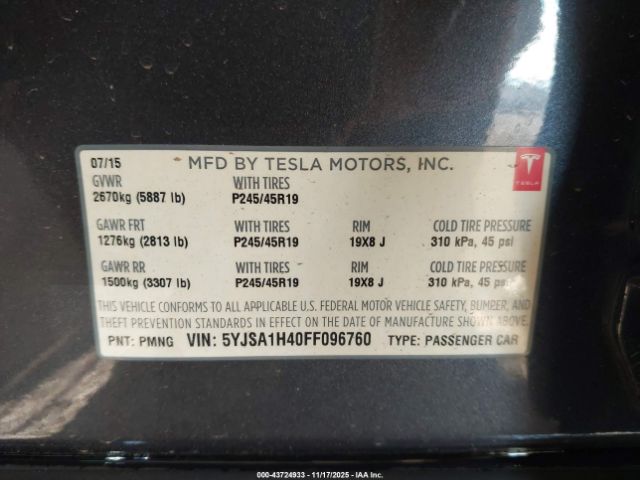 07/15 MFD BY TESLA MOTORS, INC.
TESLA
GVWR WITH TIRES
2670kg (5887 lb) P245/45R19
GAWR FRT WITH TIRES RIM COLD TIRE PRESSURE
1276kg (2813 lb) P245/45R19 19X8 J 310 kPa, 45 psi
GAWR RR WITH TIRES RIM COLD TIRE PRESSURE
1500kg (3307 lb) P245/45R19 19X8 J 310 kPa, 45 psi
THIS VEHICLE CONFORMS TO ALL APPLICABLE U.S. FEDERAL MOTOR VEHICLE SAFETY, BUMPER, AND
THEFT PREVENTION STANDARDS IN EFFECT ON THE DATE OF MANUFACTURE SHOWN ABOVE.
PNT: PMNG VIN: 5YJSA1H40FF096760 TYPE: PASSENGER CAR
000-43724933 - 11/17/2025 - IAA Inc.